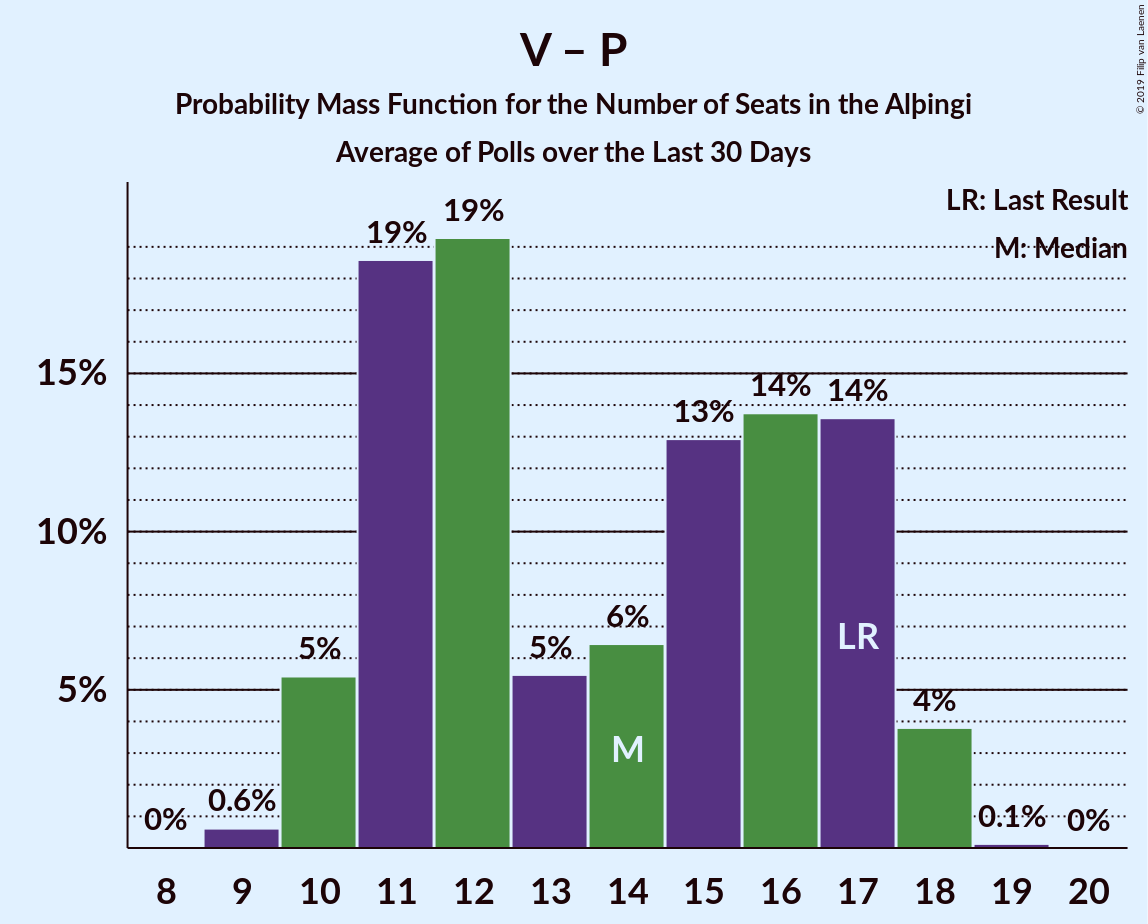 V – P
Probability Mass Function for the Number of Seats in the Alþingi
Average of Polls over the Last 30 Days
© 2019 Filip van Laenen
LR: Last Result
M: Median
15%
10%
5%
0%
0.6%
5%
19%
19%
5%
6%
13%
14%
14%
4%
0.1%
0%
M
LR
8 9 10 11 12 13 14 15 16 17 18 19 20